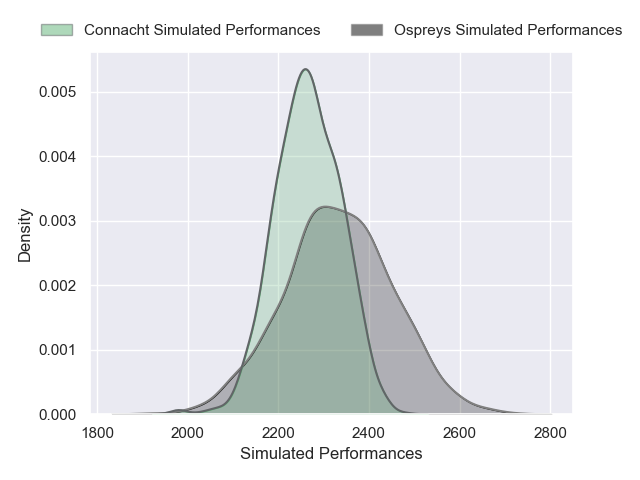 Connacht Simulated Performances
Ospreys Simulated Performances
0.005
0.004
0.003
0.002
0.001
0.000
Density
1800 2000 2200 2400 2600 2800
Simulated Performances